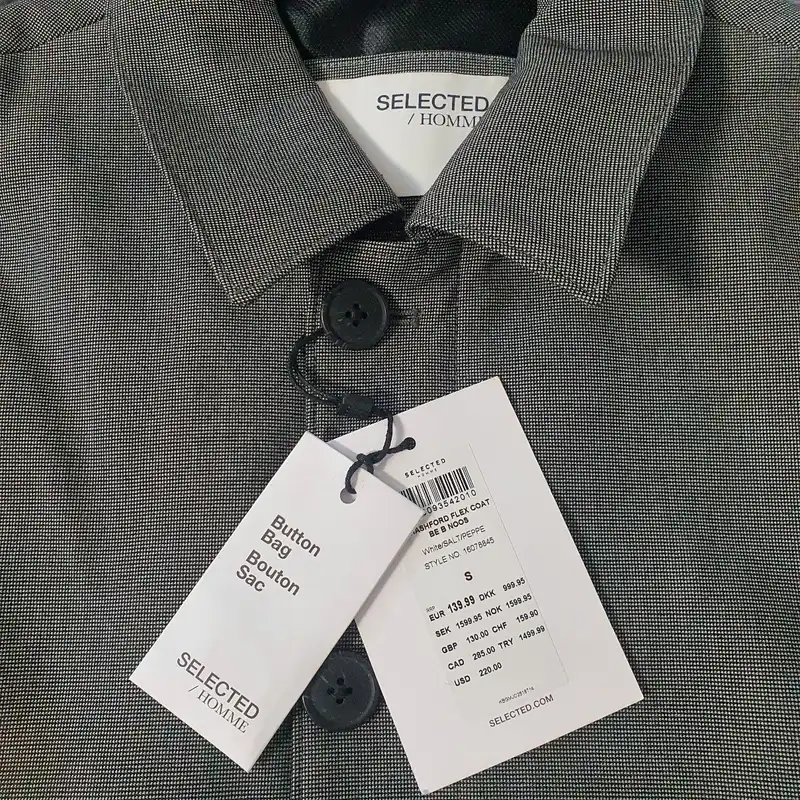 SELECTED
/ HOMME
SELECTED
HOMME
093542010
ASHFORD FLEX COAT
BE B NOOS
White/SALT/PEPPE
STYLE NO. 16078845
S
RRP
EUR 139.99 DKK 999.95
SEK 1599.95 NOK 1599.95
GBP 130.00 CHF 159.90
CAD 285.00 TRY 1499.99
USD 220.00
SELECTED.COM
Button
Bag
Bouton
Sac
SELECTED
/ HOMME